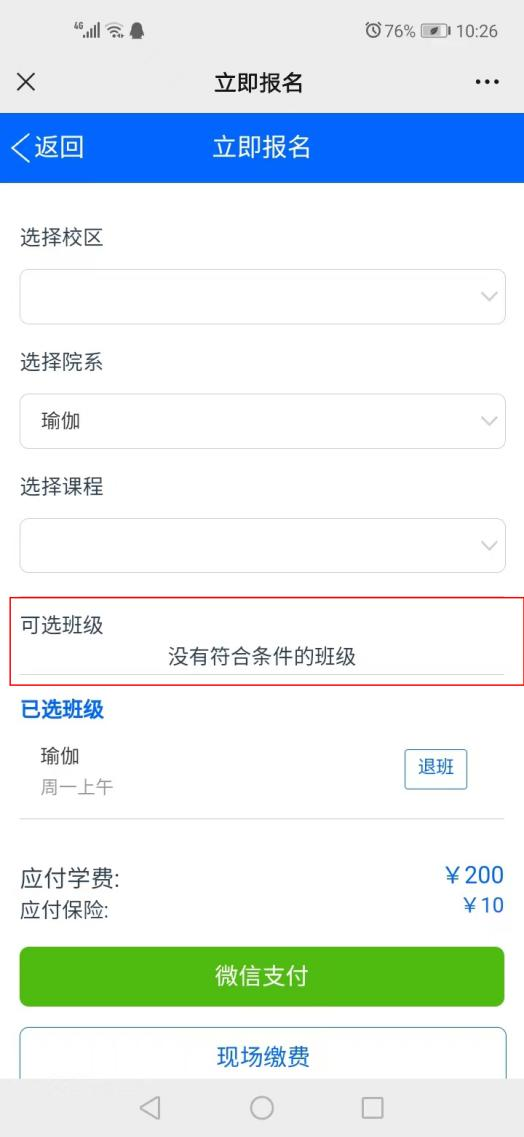 4G 76% 10:26
立即报名
返回 立即报名
选择校区
选择院系
瑜伽
选择课程
可选班级
没有符合条件的班级
已选班级
瑜伽
周一上午
退班
应付学费: ￥200
应付保险: ￥10
微信支付
现场缴费